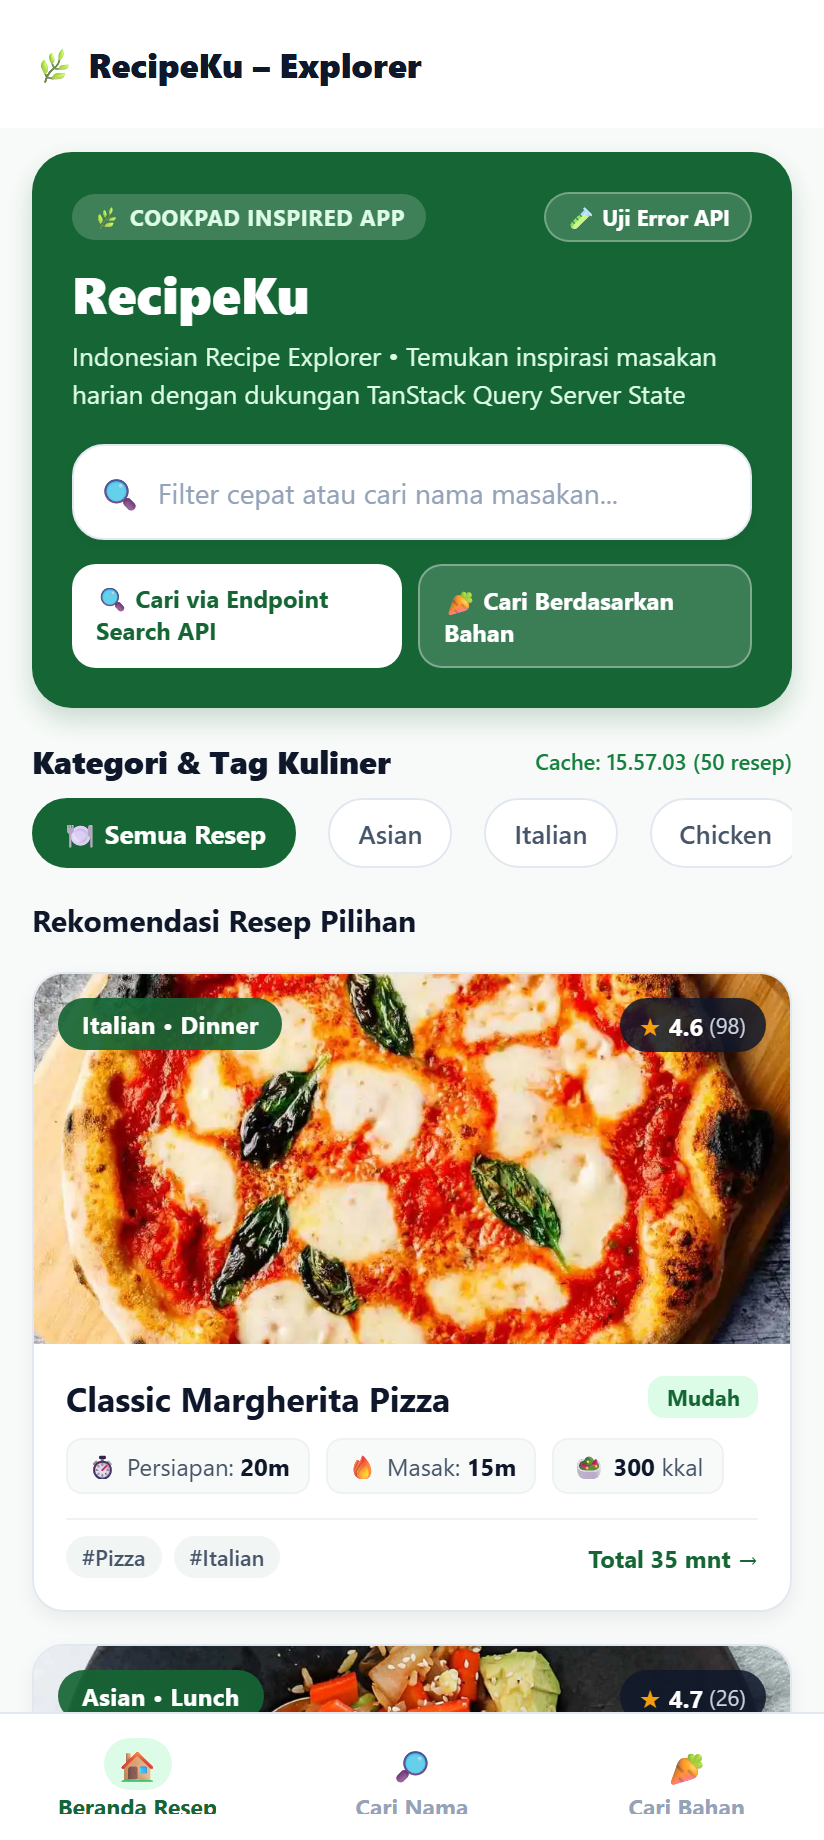 RecipeKu – Explorer
COOKPAD INSPIRED APP
Uji Error API
RecipeKu
Indonesian Recipe Explorer • Temukan inspirasi masakan
harian dengan dukungan TanStack Query Server State
Filter cepat atau cari nama masakan...
Cari via Endpoint
Search API
Cari Berdasarkan
Bahan
Kategori & Tag Kuliner
Cache: 15.57.03 (50 resep)
Semua Resep
Asian
Italian
Chicken
Rekomendasi Resep Pilihan
Italian • Dinner
★ 4.6 (98)
Classic Margherita Pizza
Mudah
Persiapan: 20m
Masak: 15m
300 kkal
#Pizza
#Italian
Total 35 mnt →
Asian • Lunch
★ 4.7 (26)
Beranda Resep
Cari Nama
Cari Bahan